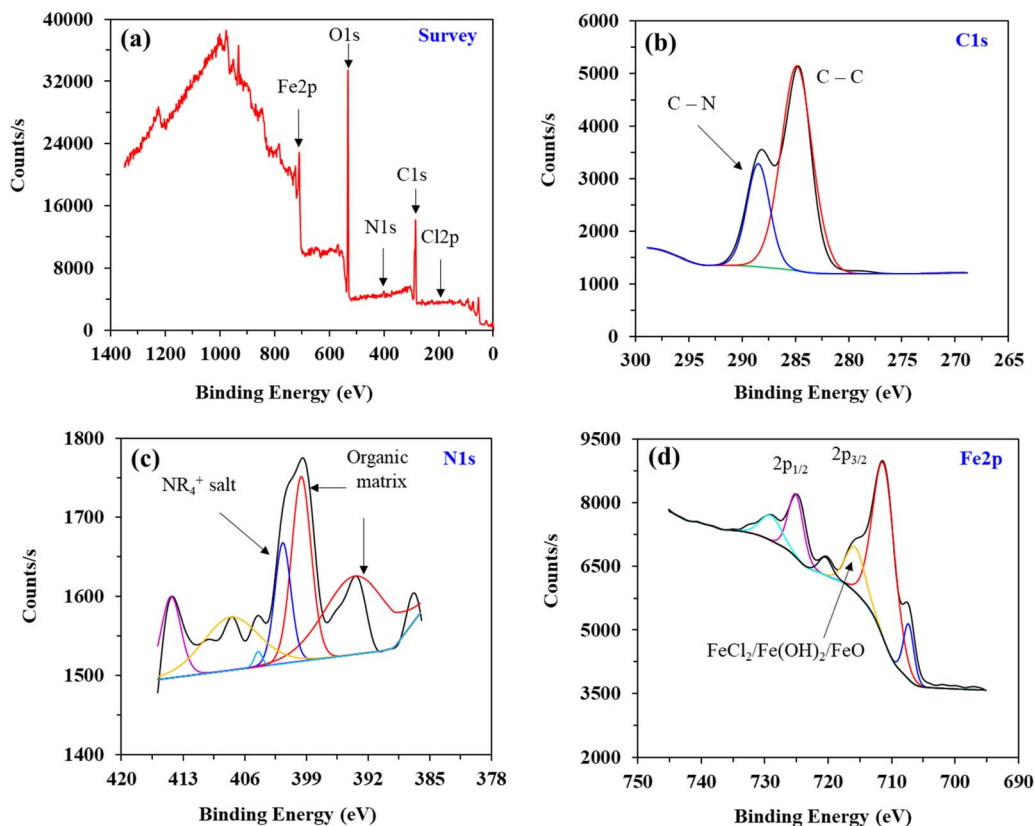 (a)
Survey
40000
32000
24000
16000
8000
0
Counts/s
O1s
Fe2p
C1s
N1s
Cl2p
1400 1200 1000 800 600 400 200 0
Binding Energy (eV)
(b)
C1s
6000
5000
4000
3000
2000
1000
0
Counts/s
C – C
C – N
300 295 290 285 280 275 270 265
Binding Energy (eV)
(c)
N1s
1800
1700
1600
1500
1400
Counts/s
NR₄⁺ salt
Organic
matrix
420 413 406 399 392 385 378
Binding Energy (eV)
(d)
Fe2p
9500
8000
6500
5000
3500
2000
Counts/s
2p₁/₂
2p₃/₂
FeCl₂/Fe(OH)₂/FeO
750 740 730 720 710 700 690
Binding Energy (eV)